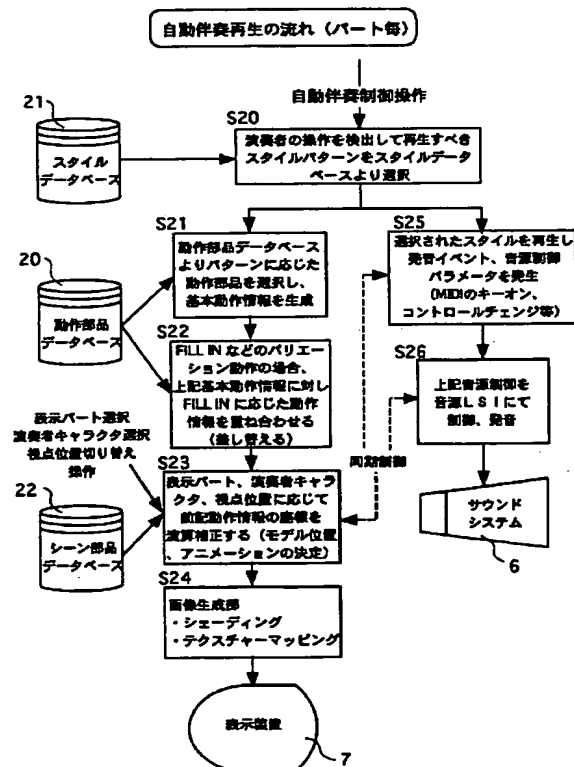 自動伴奏再生の流れ（パート毎）
自動伴奏制御操作
21
スタイル
データベース
S20
演奏者の操作を検出して再生すべき
スタイルパターンをスタイルデータ
ベースより選択
S21
動作部品データベース
よりパターンに応じた
動作部品を選択し、
基本動作情報を生成
S25
選択されたスタイルを再生し
発音イベント、音源制御
パラメータを発生
(MIDIのキーオン、
コントロールチェンジ等)
20
動作部品
データベース
S22
FILL INなどのバリエー
ション動作の場合、
上記基本動作情報に対し
FILL INに応じた動作
情報を重ね合わせる
(差し替える)
S26
上記音源制御を
音源LSIにて
制御、発音
同期制御
表示パート選択
演奏者キャラクタ選択
視点位置切り替え
操作
22
シーン部品
データベース
S23
表示パート、演奏者キャラ
クタ、視点位置に応じて
前記動作情報の座標を
演算補正する(モデル位置
、アニメーションの決定)
サウンド
システム
6
S24
画像生成部
・シェーディング
・テクスチャーマッピング
表示装置
7